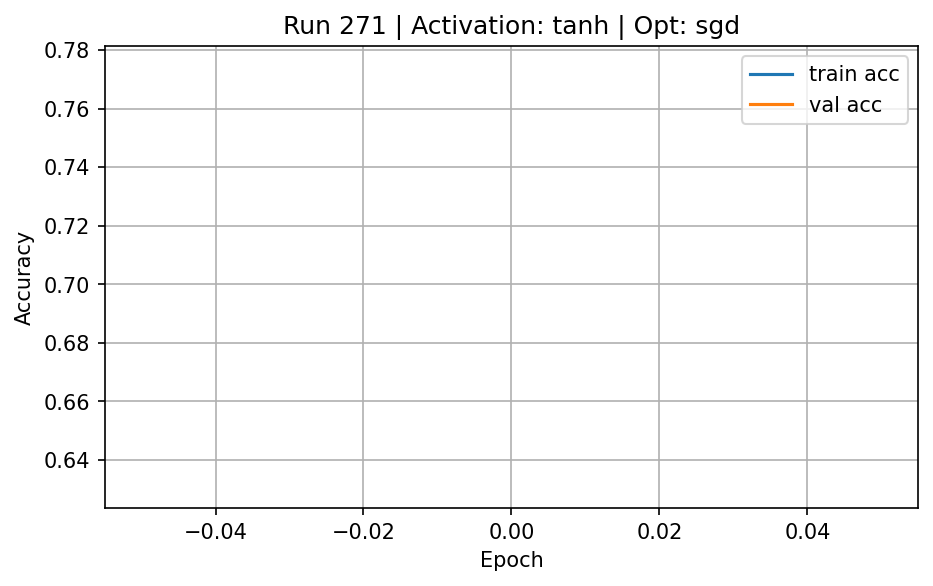 Run 271 | Activation: tanh | Opt: sgd
train acc
val acc
Accuracy
0.78
0.76
0.74
0.72
0.70
0.68
0.66
0.64
−0.04
−0.02
0.00
0.02
0.04
Epoch